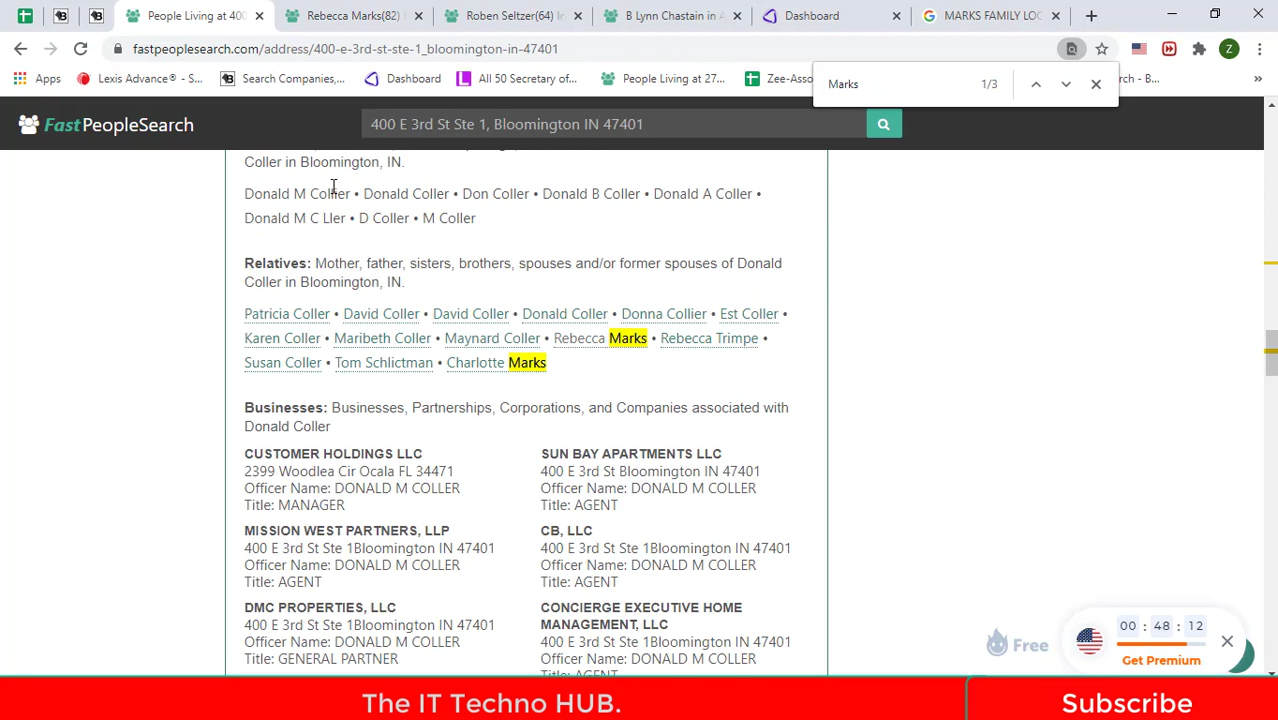 People Living at 400
Rebecca Marks(82)
Roben Seltzer(64) In
B Lynn Chastain in A
Dashboard
MARKS FAMILY LOC
fastpeoplesearch.com/address/400-e-3rd-st-ste-1_bloomington-in-47401
Z
Apps
Lexis Advance® - S...
Search Companies,...
Dashboard
All 50 Secretary of...
People Living at 27...
Zee-Asso
rch - B...
Marks 1/3
FastPeopleSearch
400 E 3rd St Ste 1, Bloomington IN 47401
Coller in Bloomington, IN.
Donald M Coller • Donald Coller • Don Coller • Donald B Coller • Donald A Coller •
Donald M C Ller • D Coller • M Coller
Relatives: Mother, father, sisters, brothers, spouses and/or former spouses of Donald
Coller in Bloomington, IN.
Patricia Coller • David Coller • David Coller • Donald Coller • Donna Collier • Est Coller •
Karen Coller • Maribeth Coller • Maynard Coller • Rebecca Marks • Rebecca Trimpe •
Susan Coller • Tom Schlictman • Charlotte Marks
Businesses: Businesses, Partnerships, Corporations, and Companies associated with
Donald Coller
CUSTOMER HOLDINGS LLC
2399 Woodlea Cir Ocala FL 34471
Officer Name: DONALD M COLLER
Title: MANAGER
SUN BAY APARTMENTS LLC
400 E 3rd St Bloomington IN 47401
Officer Name: DONALD M COLLER
Title: AGENT
MISSION WEST PARTNERS, LLP
400 E 3rd St Ste 1Bloomington IN 47401
Officer Name: DONALD M COLLER
Title: AGENT
CB, LLC
400 E 3rd St Ste 1Bloomington IN 47401
Officer Name: DONALD M COLLER
Title: AGENT
DMC PROPERTIES, LLC
400 E 3rd St Ste 1Bloomington IN 47401
Officer Name: DONALD M COLLER
Title: GENERAL PARTNER
CONCIERGE EXECUTIVE HOME
MANAGEMENT, LLC
400 E 3rd St Ste 1Bloomington IN 47401
Officer Name: DONALD M COLLER
Title: AGENT
Free
00 : 48 : 12
Get Premium
The IT Techno HUB.
Subscribe